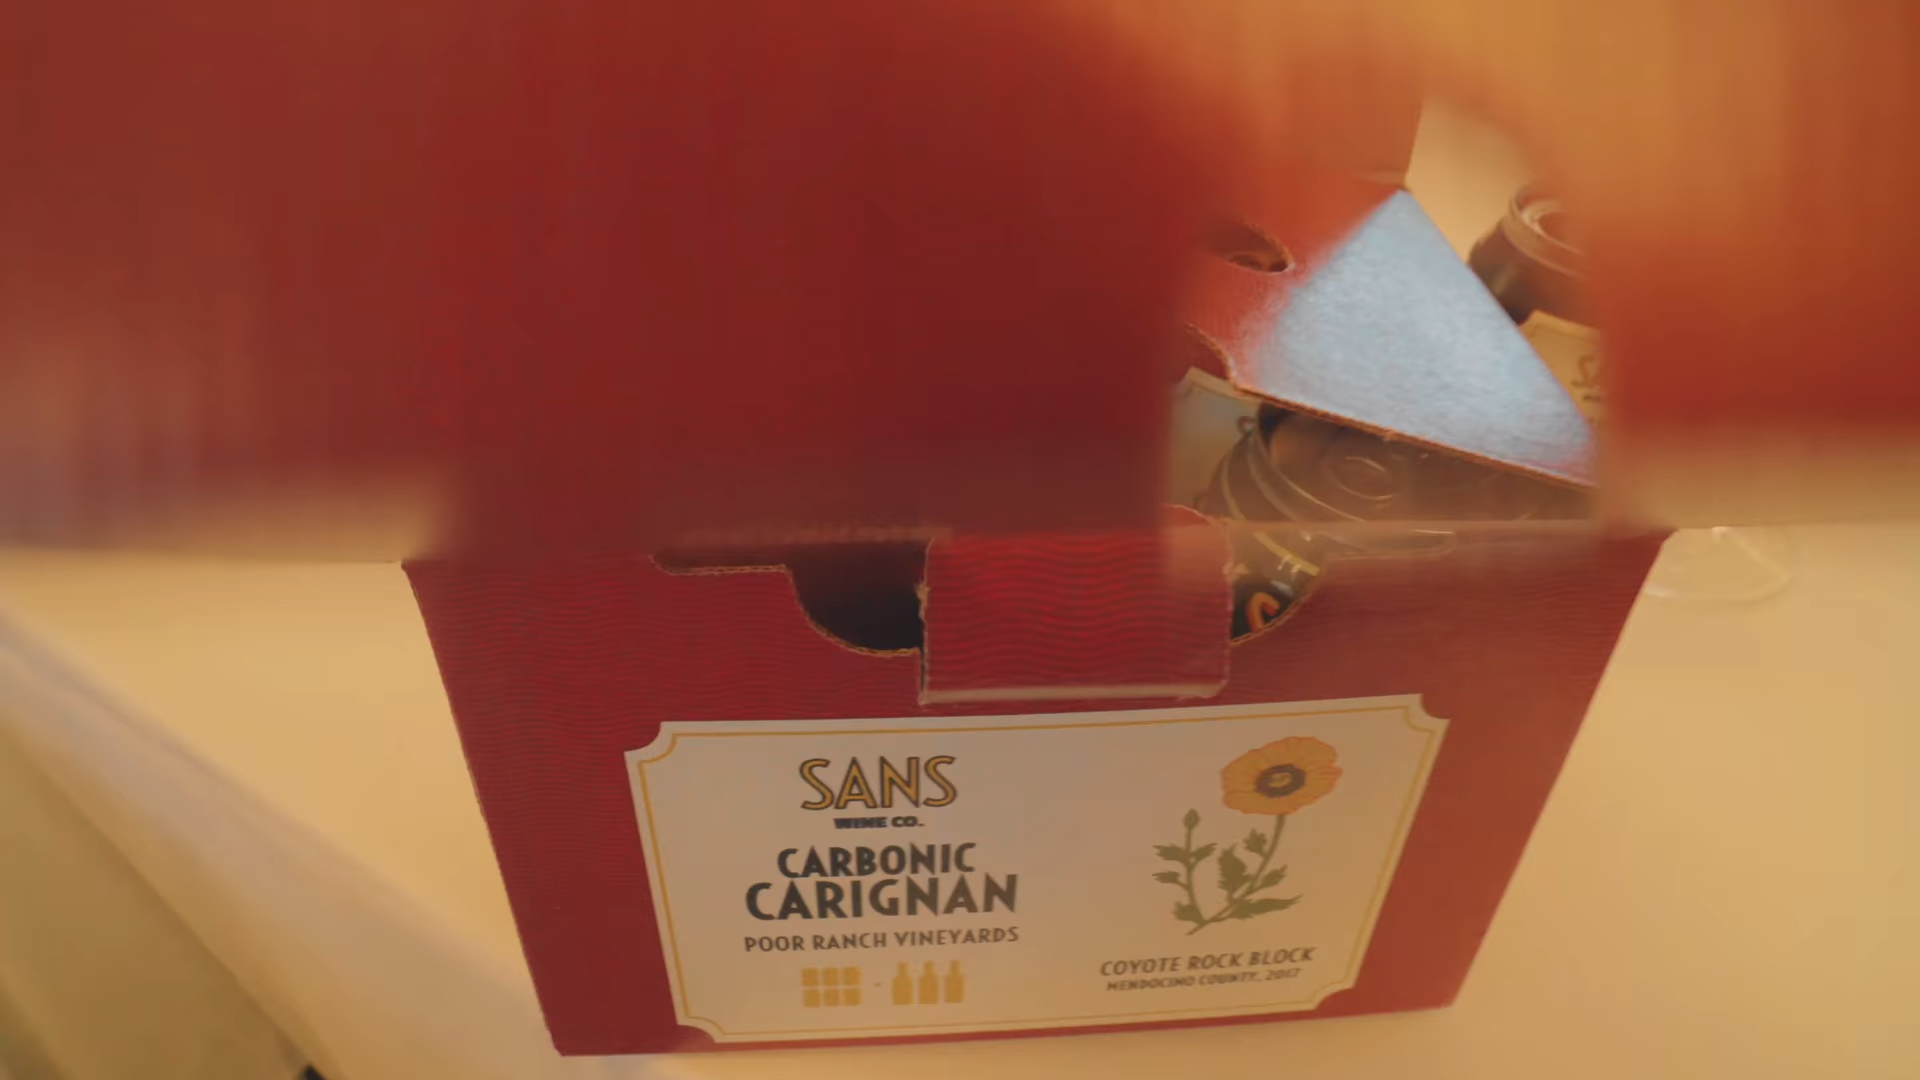 SANS
WINE CO.
CARBONIC
CARIGNAN
POOR RANCH VINEYARDS
COYOTE ROCK BLOCK
MENDOCINO COUNTY, 2017